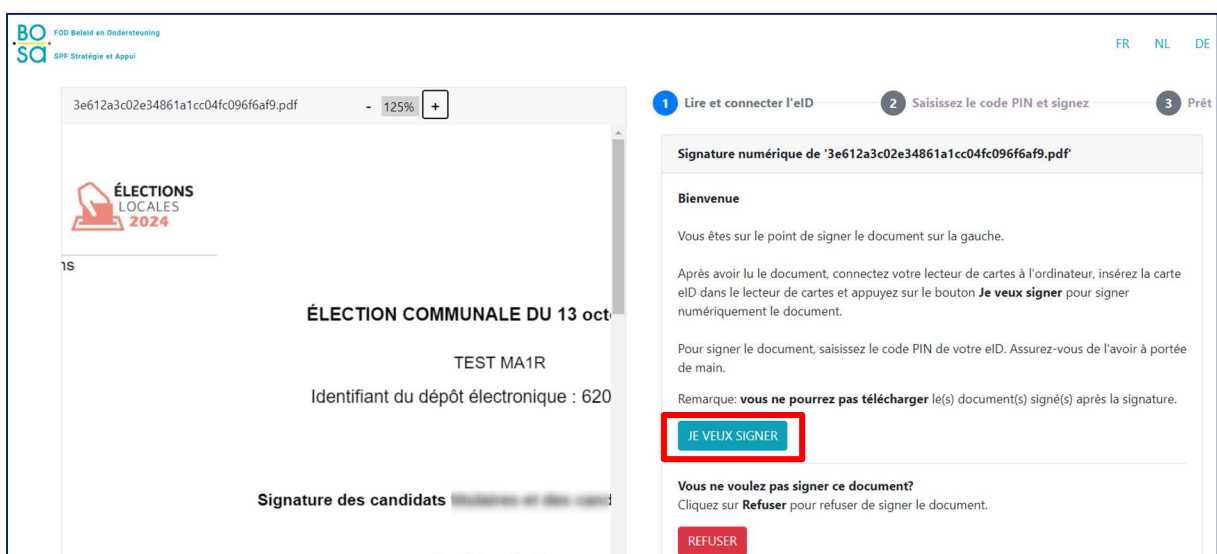 BO SA
FOD Beleid en Ondersteuning
SPF Stratégie et Appui
FR NL DE
3e612a3c02e34861a1cc04fc096f6af9.pdf - 125% +
ÉLECTIONS
LOCALES
2024
ns
ÉLECTION COMMUNALE DU 13 oct
TEST MA1R
Identifiant du dépôt électronique : 620
Signature des candidats
1 Lire et connecter l'eID 2 Saisissez le code PIN et signez 3 Prêt
Signature numérique de '3e612a3c02e34861a1cc04fc096f6af9.pdf'
Bienvenue
Vous êtes sur le point de signer le document sur la gauche.
Après avoir lu le document, connectez votre lecteur de cartes à l'ordinateur, insérez la carte
eID dans le lecteur de cartes et appuyez sur le bouton Je veux signer pour signer
numériquement le document.
Pour signer le document, saisissez le code PIN de votre eID. Assurez-vous de l'avoir à portée
de main.
Remarque: vous ne pourrez pas télécharger le(s) document(s) signé(s) après la signature.
JE VEUX SIGNER
Vous ne voulez pas signer ce document?
Cliquez sur Refuser pour refuser de signer le document.
REFUSER